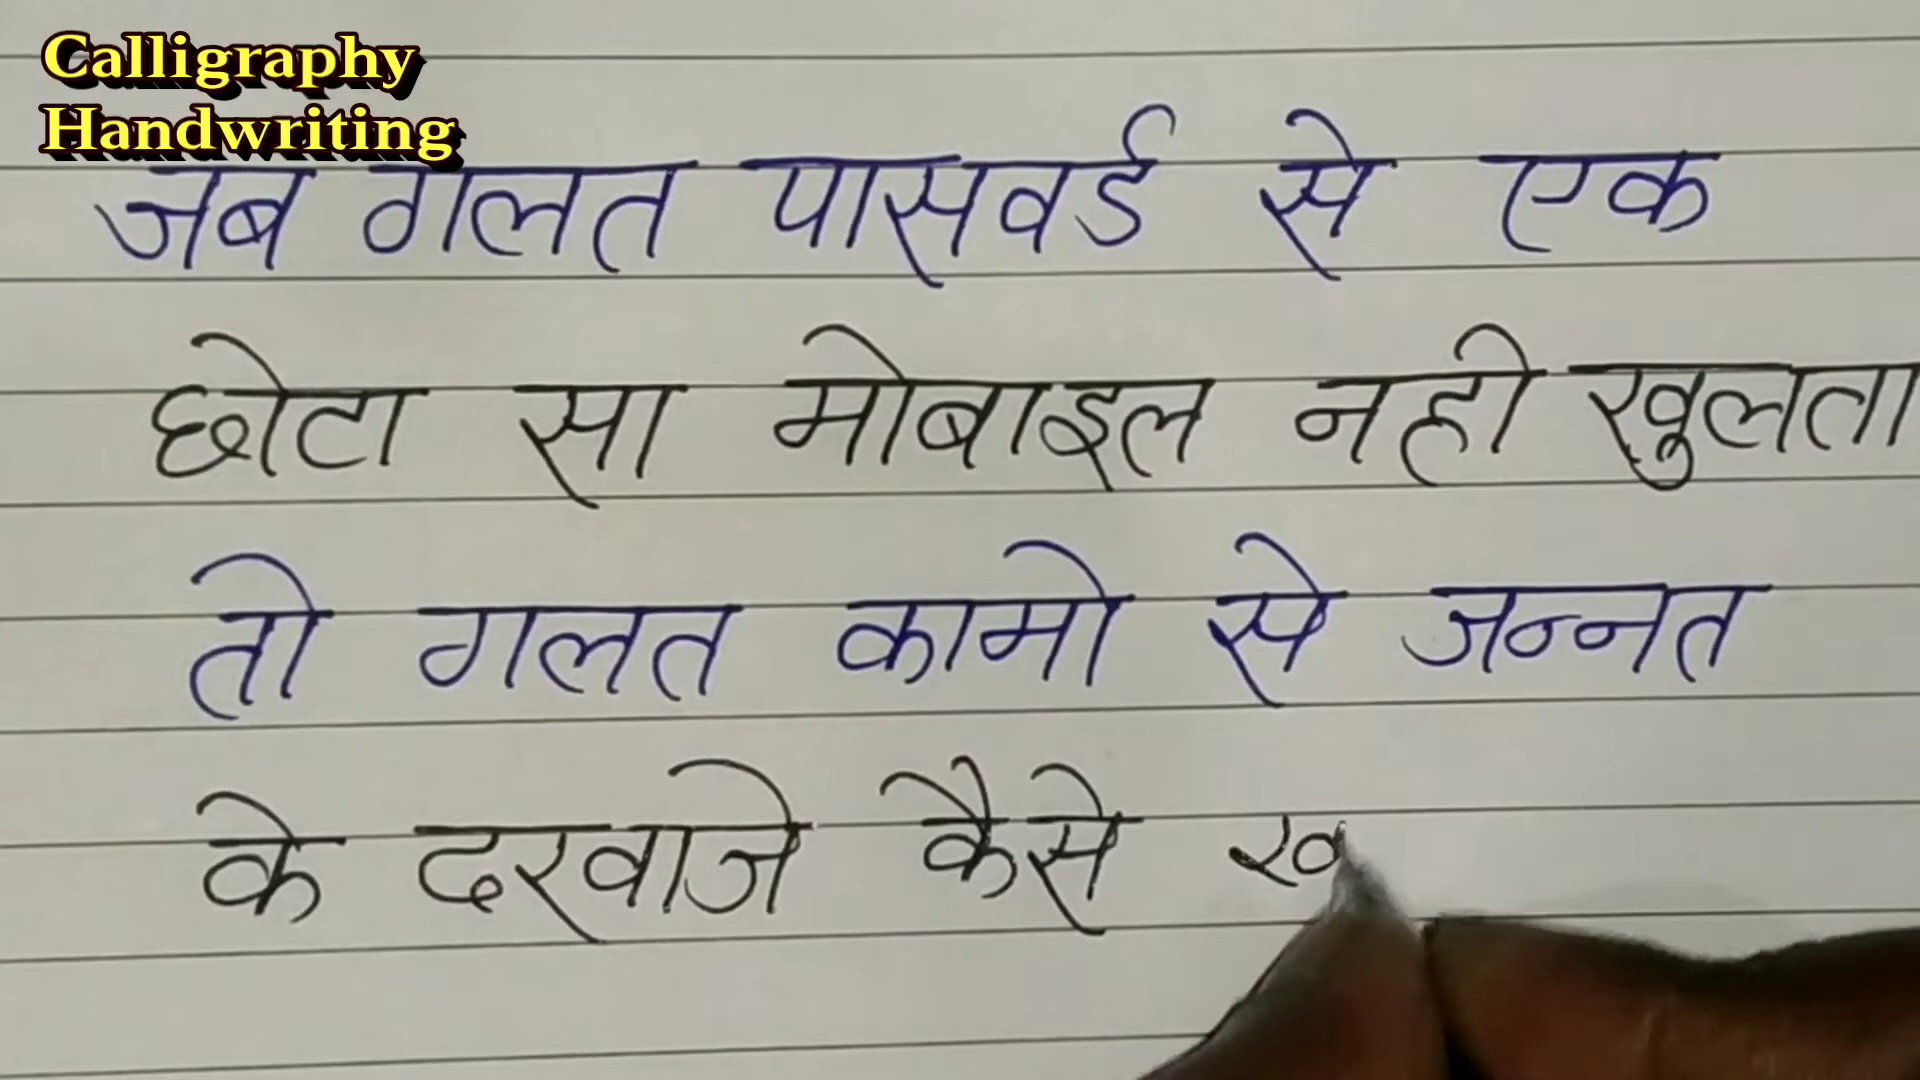 Calligraphy
Handwriting
जब गलत पासवर्ड से एक
छोटा सा मोबाइल नही खुलता
तो गलत कामो से जन्नत
के दरवाजे कैसे ख